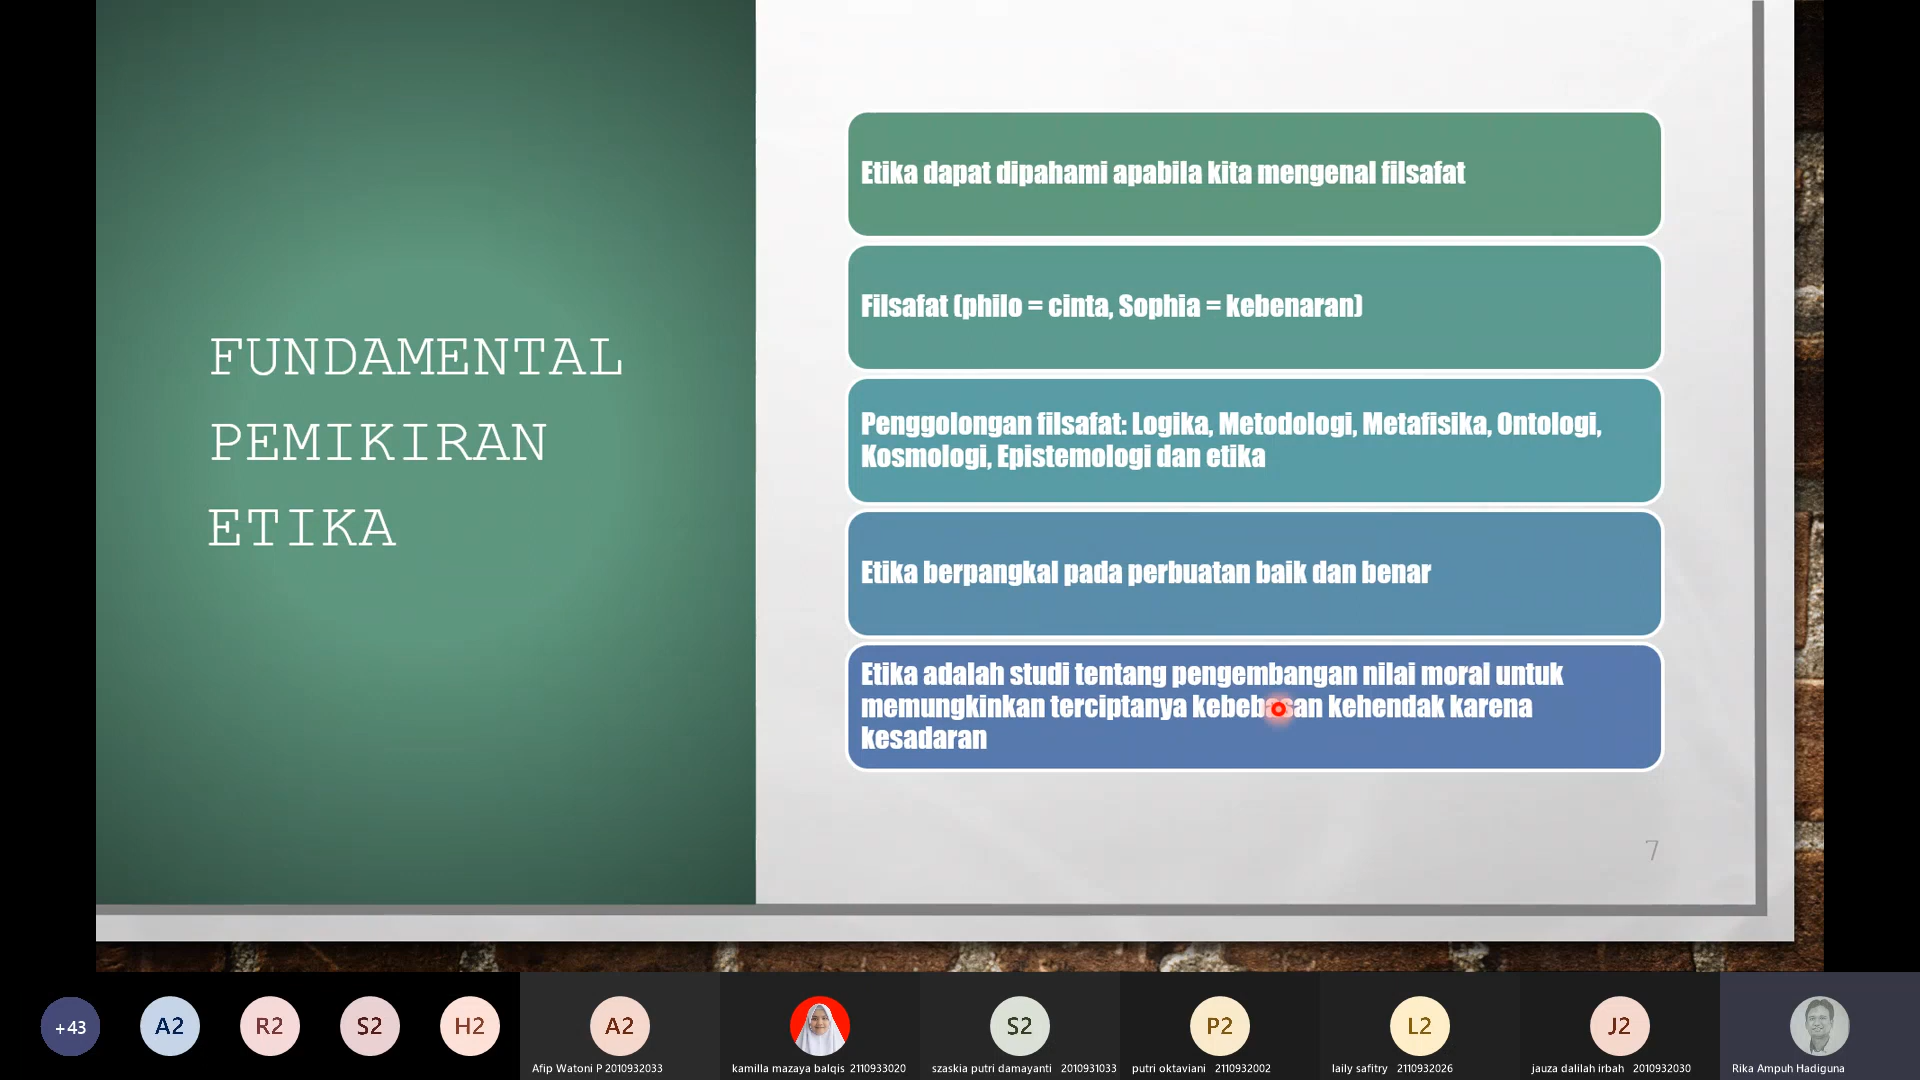 FUNDAMENTAL
PEMIKIRAN
ETIKA
Etika dapat dipahami apabila kita mengenal filsafat
Filsafat (philo = cinta, Sophia = kebenaran)
Penggolongan filsafat: Logika, Metodologi, Metafisika, Ontologi,
Kosmologi, Epistemologi dan etika
Etika berpangkal pada perbuatan baik dan benar
Etika adalah studi tentang pengembangan nilai moral untuk
memungkinkan terciptanya kebebasan kehendak karena
kesadaran
7
+43
A2
R2
S2
H2
A2
S2
P2
L2
J2
Afip Watoni P 2010932033
kamilla mazaya balqis 2110933020
szaskia putri damayanti 2010931033
putri oktaviani 2111932002
laily safitry 2110932026
jauza dalilah irbah 2010932030
Rika Ampuh Hadiguna